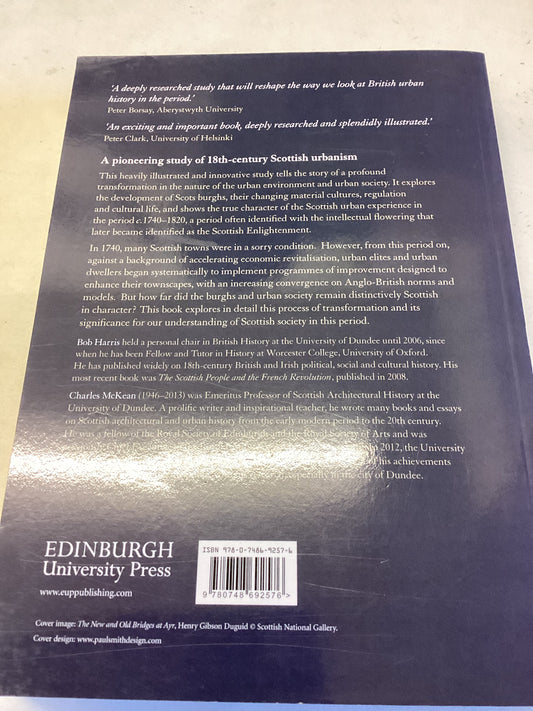 'A deeply researched study that will reshape the way we look at British urban
history in the period.'
Peter Borsay, Aberystwyth University
'An exciting and important book, deeply researched and splendidly illustrated.'
Peter Clark, University of Helsinki
A pioneering study of 18th-century Scottish urbanism
This heavily illustrated and innovative study tells the story of a profound
transformation in the nature of the urban environment and urban society. It explores
the development of Scots burghs, their changing material cultures, regulation
and cultural life, and shows the true character of the Scottish urban experience in
the period c.1740–1820, a period often identified with the intellectual flowering that
later became identified as the Scottish Enlightenment.
In 1740, many Scottish towns were in a sorry condition. However, from this period on,
against a background of accelerating economic revitalisation, urban elites and urban
dwellers began systematically to implement programmes of improvement designed to
enhance their townscapes, with an increasing convergence on Anglo-British norms and
models. But how far did the burghs and urban society remain distinctively Scottish
in character? This book explores in detail this process of transformation and its
significance for our understanding of Scottish society in this period.
Bob Harris held a personal chair in British History at the University of Dundee until 2006, since
when he has been Fellow and Tutor in History at Worcester College, University of Oxford.
He has published widely on 18th-century British and Irish political, social and cultural history. His
most recent book was The Scottish People and the French Revolution, published in 2008.
Charles McKean (1946–2013) was Emeritus Professor of Scottish Architectural History at the
University of Dundee. A prolific writer and inspirational teacher, he wrote many books and essays
on Scottish architectural and urban history from the early modern period to the 20th century.
He was a fellow of the Royal Society of Edinburgh and the Royal Society of Arts and was
in 2012, the University
of his achievements
especially in the city of Dundee.
EDINBURGH
University Press
www.euppublishing.com
ISBN 978-0-7486-9257-6
9 780748 692576 >
Cover image: The New and Old Bridges at Ayr, Henry Gibson Duguid © Scottish National Gallery.
Cover design: www.paulsmithdesign.com